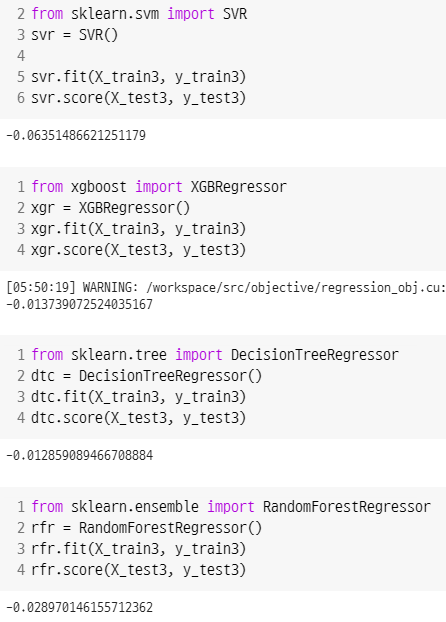 2 from sklearn.svm import SVR
3 svr = SVR()
4
5 svr.fit(X_train3, y_train3)
6 svr.score(X_test3, y_test3)
-0.06351486621251179
1 from xgboost import XGBRegressor
2 xgr = XGBRegressor()
3 xgr.fit(X_train3, y_train3)
4 xgr.score(X_test3, y_test3)
[05:50:19] WARNING: /workspace/src/objective/regression_obj.cu:
-0.013739072524035167
1 from sklearn.tree import DecisionTreeRegressor
2 dtc = DecisionTreeRegressor()
3 dtc.fit(X_train3, y_train3)
4 dtc.score(X_test3, y_test3)
-0.012859089466708884
1 from sklearn.ensemble import RandomForestRegressor
2 rfr = RandomForestRegressor()
3 rfr.fit(X_train3, y_train3)
4 rfr.score(X_test3, y_test3)
-0.028970146155712362